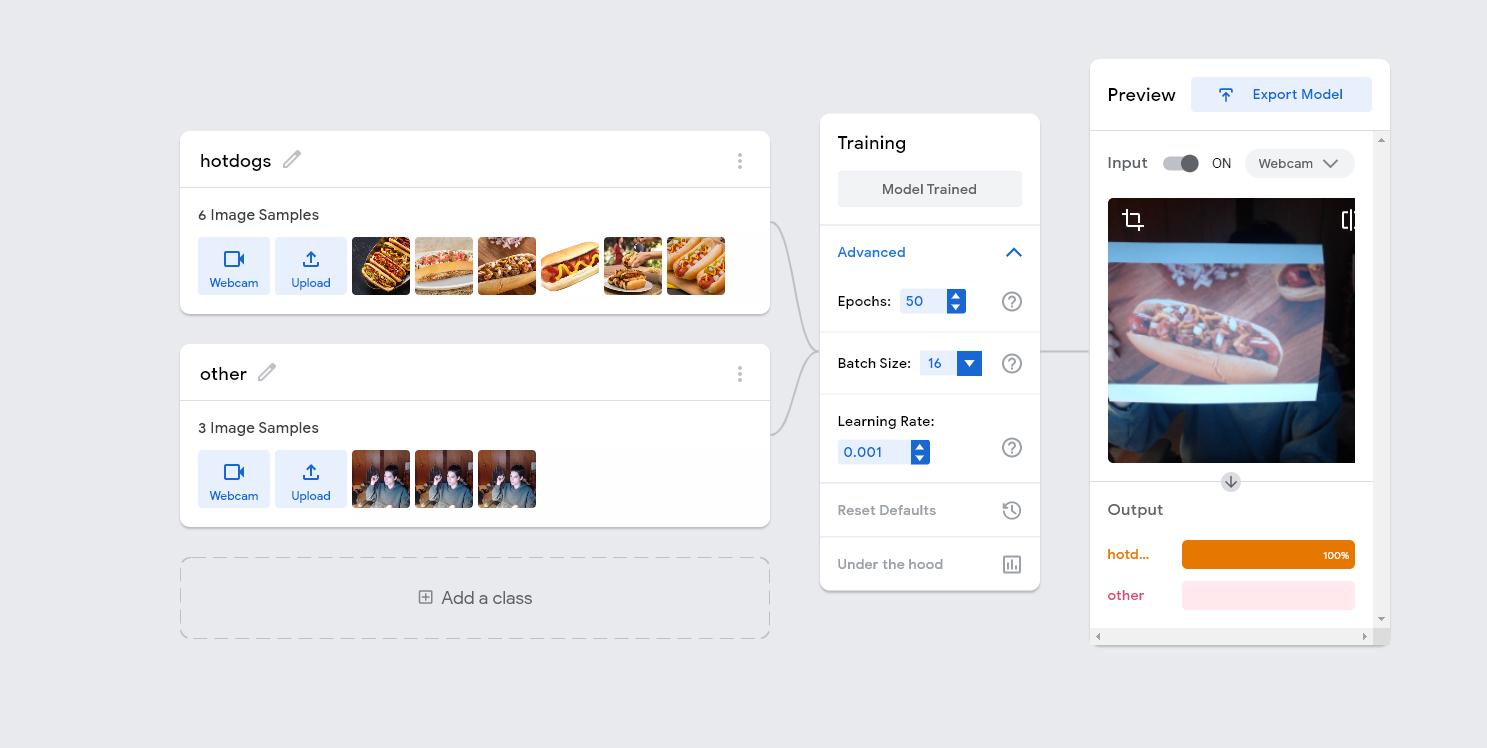 hotdogs
6 Image Samples
Webcam
Upload
other
3 Image Samples
Webcam
Upload
Add a class
Training
Model Trained
Advanced
Epochs: 50
Batch Size: 16
Learning Rate:
0.001
Reset Defaults
Under the hood
Preview
Export Model
Input ON Webcam
Output
hotd... 100%
other